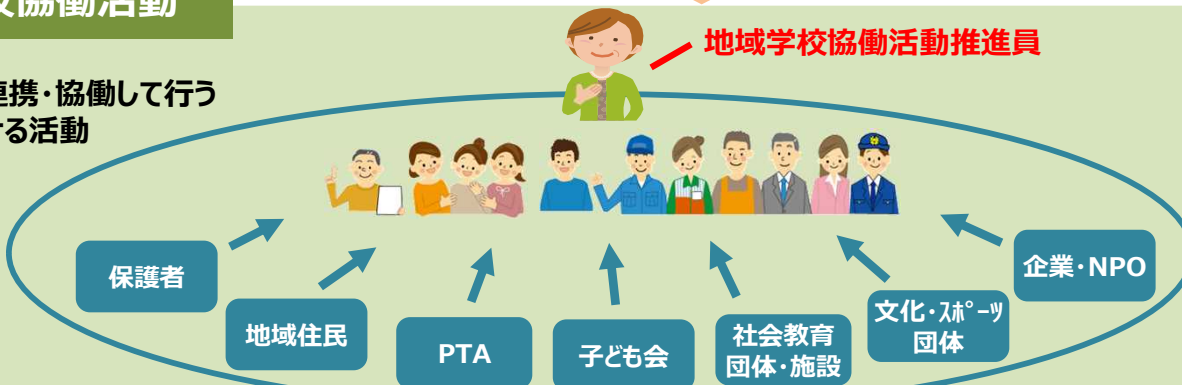 協働活動
地域学校協働活動推進員
連携・協働して行う
する活動
保護者
地域住民
PTA
子ども会
社会教育
団体・施設
文化・ｽﾎﾟｰﾂ
団体
企業・NPO